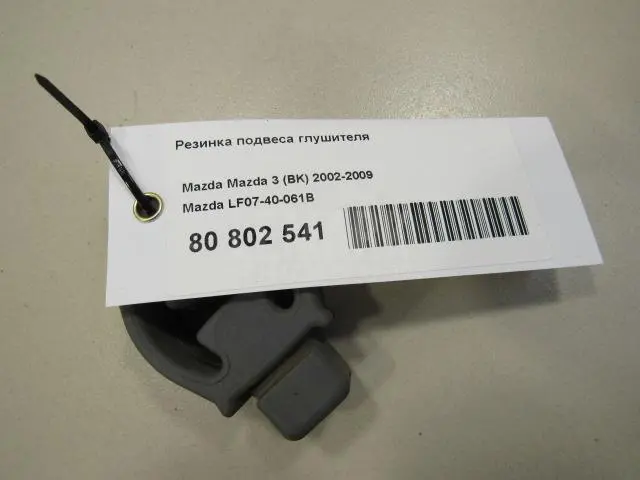 Резинка подвеса глушителя
Mazda Mazda 3 (BK) 2002-2009
Mazda LF07-40-061B
80 802 541